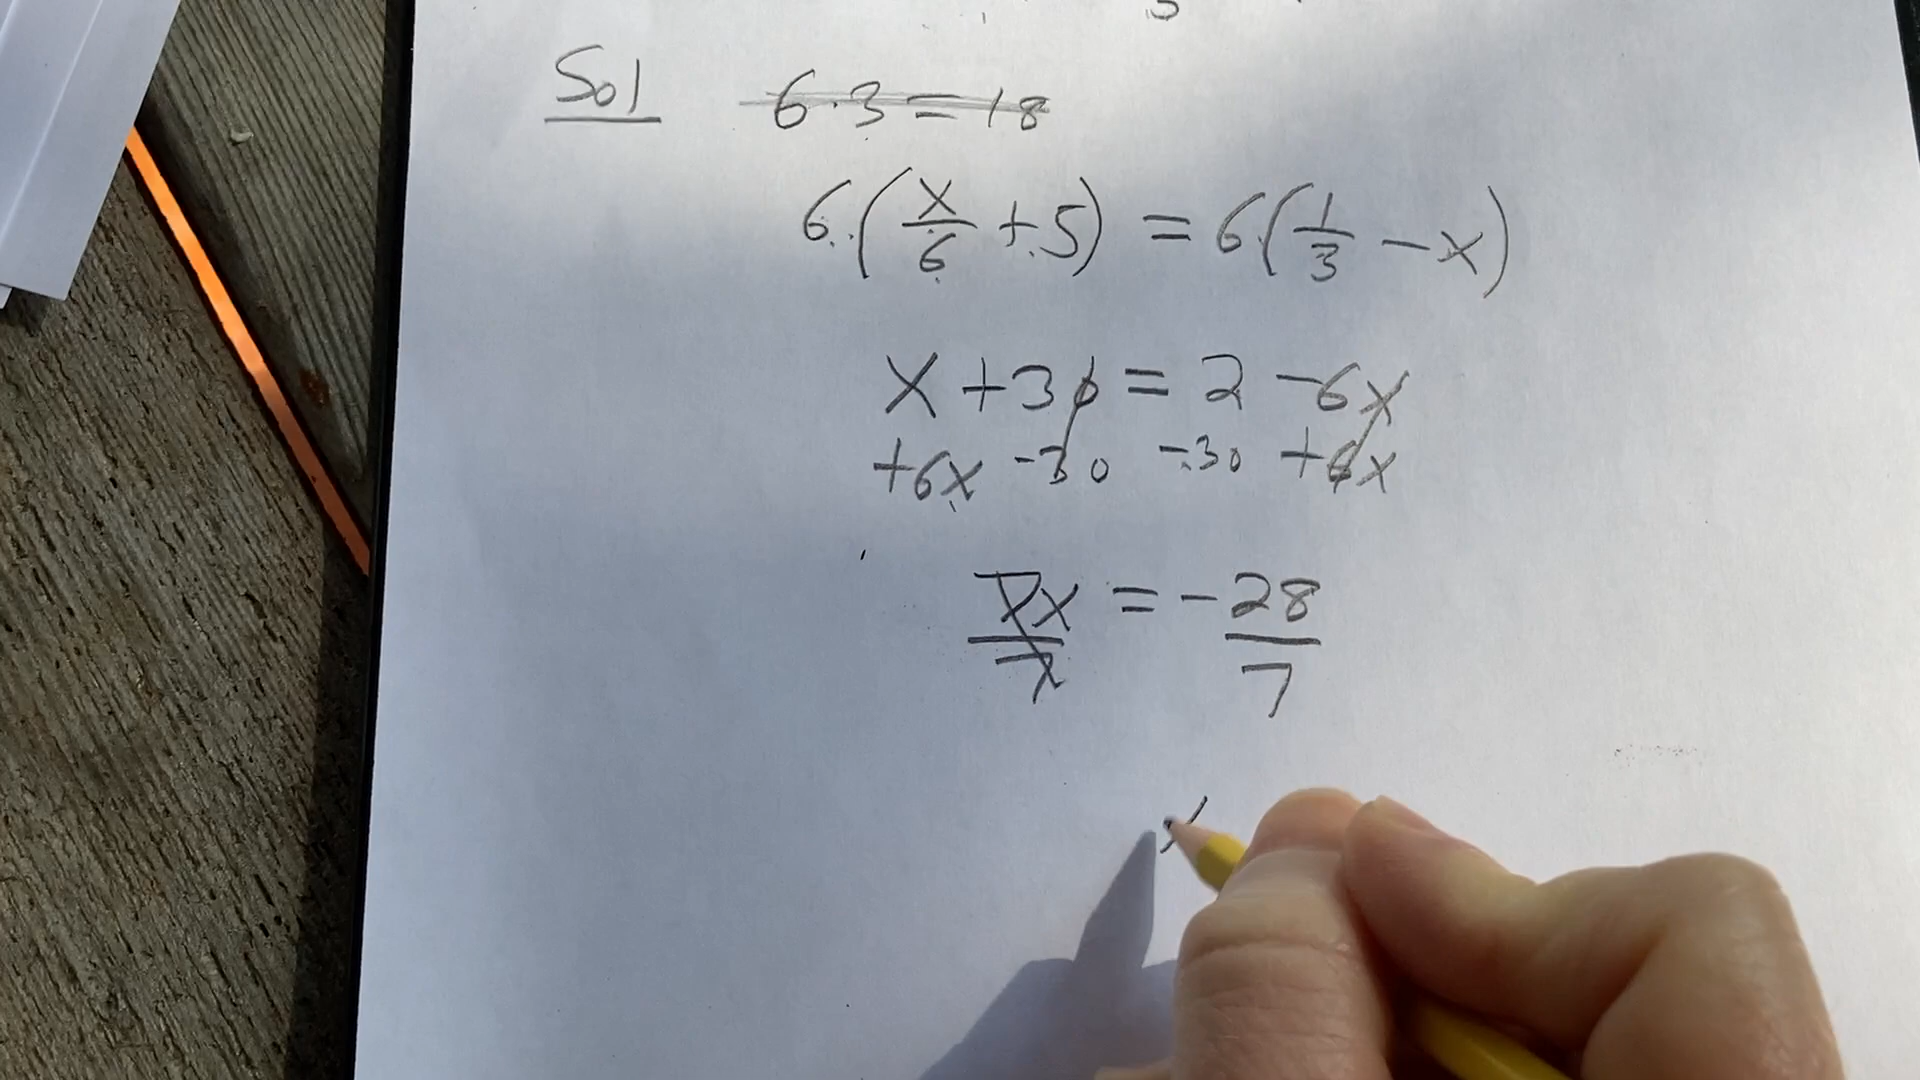 Sol 6·3=18
6·(x/6+5) = 6(1/3-x)
x+30=2-6x
+6x -30 -30 +6x
7x/7 = -28/7
x